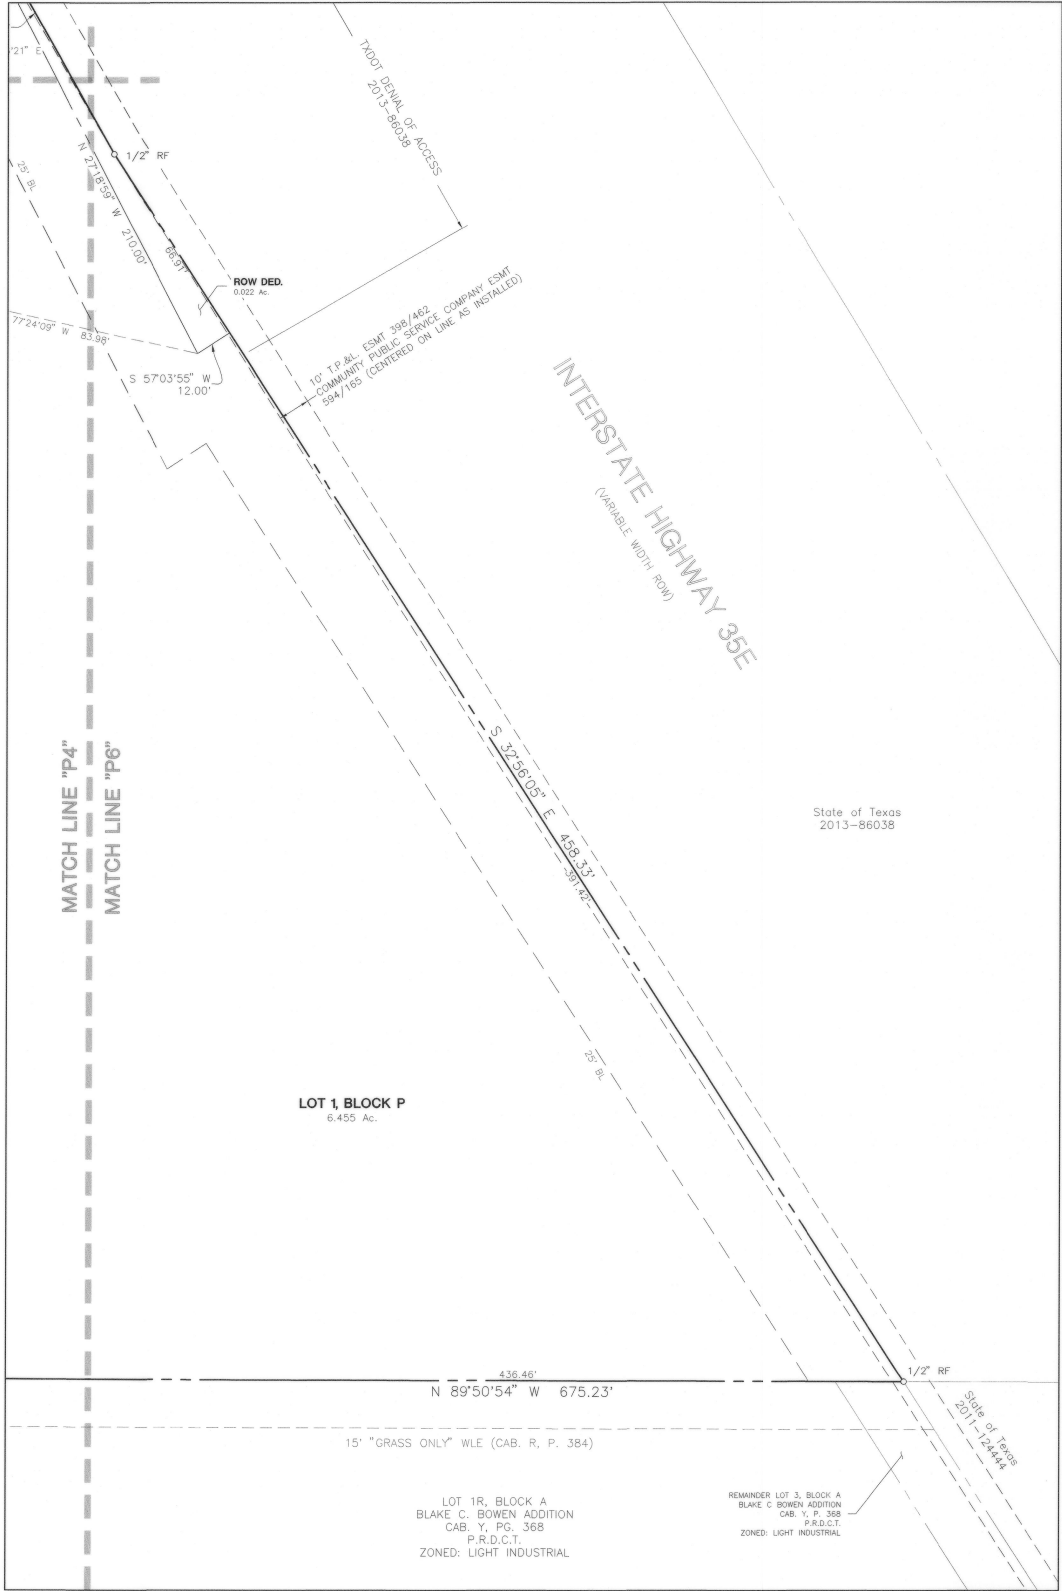 '21" E
TXDOT DENIAL OF ACCESS
2013-86038
1/2" RF
25' BL
N 27°18'59" W 210.00'
66.91'
ROW DED.
0.022 Ac.
77°24'09" W 83.98'
S 57°03'55" W
12.00'
10' T.P.&L. ESMT 398/462
COMMUNITY PUBLIC SERVICE COMPANY ESMT
594/165 (CENTERED ON LINE AS INSTALLED)
INTERSTATE HIGHWAY 35E
(VARIABLE WIDTH ROW)
MATCH LINE "P4"
MATCH LINE "P6"
S 32°56'05" E 458.33'
391.42'
State of Texas
2013-86038
25' BL
LOT 1, BLOCK P
6.455 Ac.
436.46'
N 89°50'54" W 675.23'
1/2" RF
State of Texas
2011-124444
15' "GRASS ONLY" WLE (CAB. R, P. 384)
LOT 1R, BLOCK A
BLAKE C. BOWEN ADDITION
CAB. Y, PG. 368
P.R.D.C.T.
ZONED: LIGHT INDUSTRIAL
REMAINDER LOT 3, BLOCK A
BLAKE C BOWEN ADDITION
CAB. Y, P. 368
P.R.D.C.T.
ZONED: LIGHT INDUSTRIAL